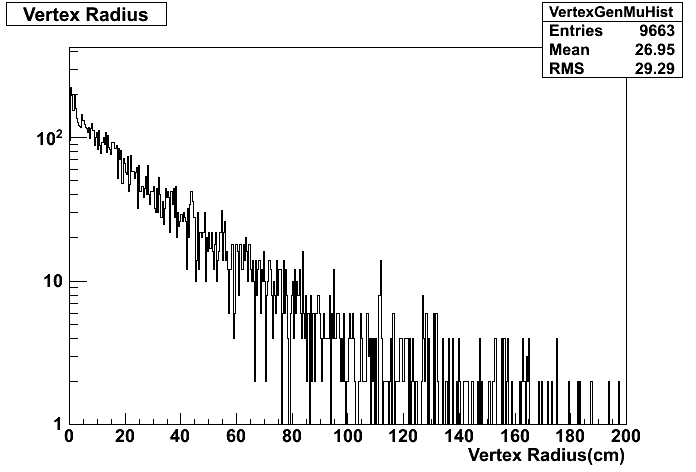 Vertex Radius
VertexGenMuHist
Entries 9663
Mean 26.95
RMS 29.29
10²
10
1
0 20 40 60 80 100 120 140 160 180 200
Vertex Radius(cm)